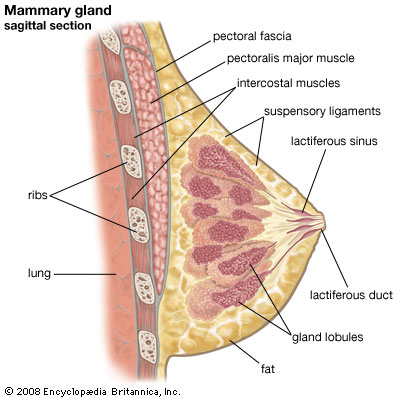 Mammary gland
sagittal section
pectoral fascia
pectoralis major muscle
intercostal muscles
suspensory ligaments
lactiferous sinus
ribs
lung
lactiferous duct
gland lobules
fat
© 2008 Encyclopædia Britannica, Inc.